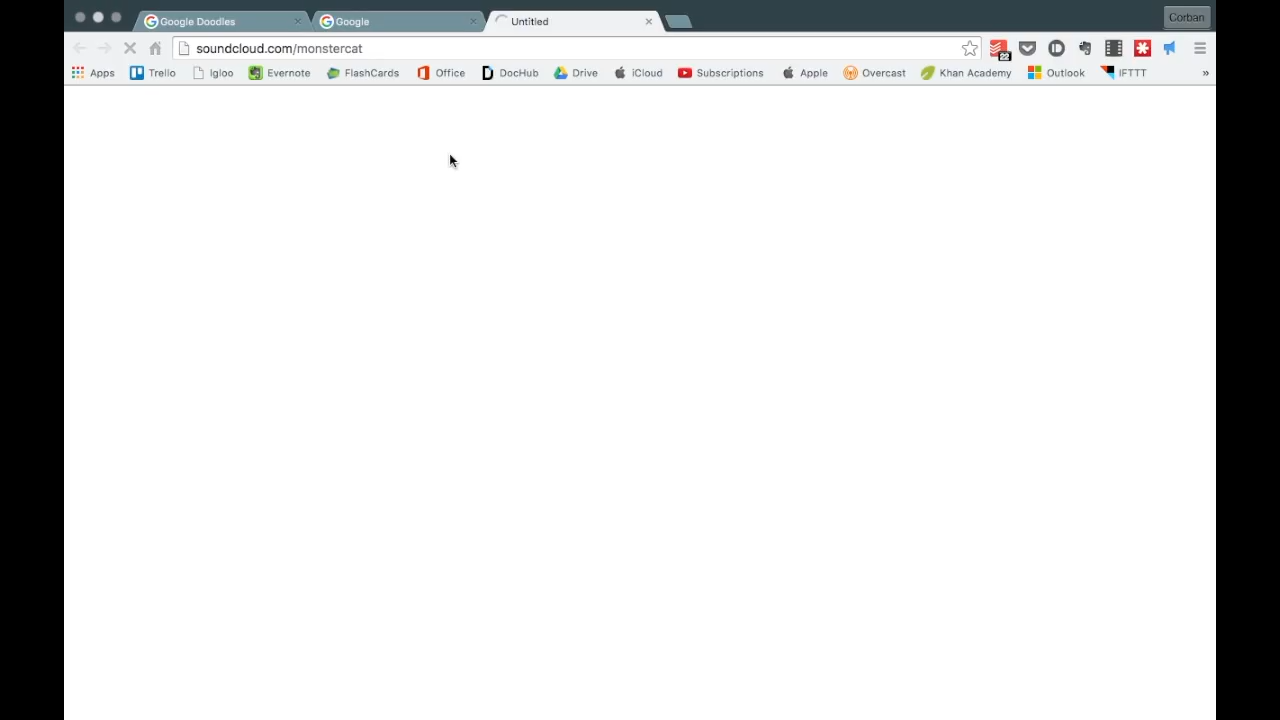 Google Doodles Google Untitled Corban
soundcloud.com/monstercat 22
Apps Trello Igloo Evernote FlashCards Office DocHub Drive iCloud Subscriptions Apple Overcast Khan Academy Outlook IFTTT »